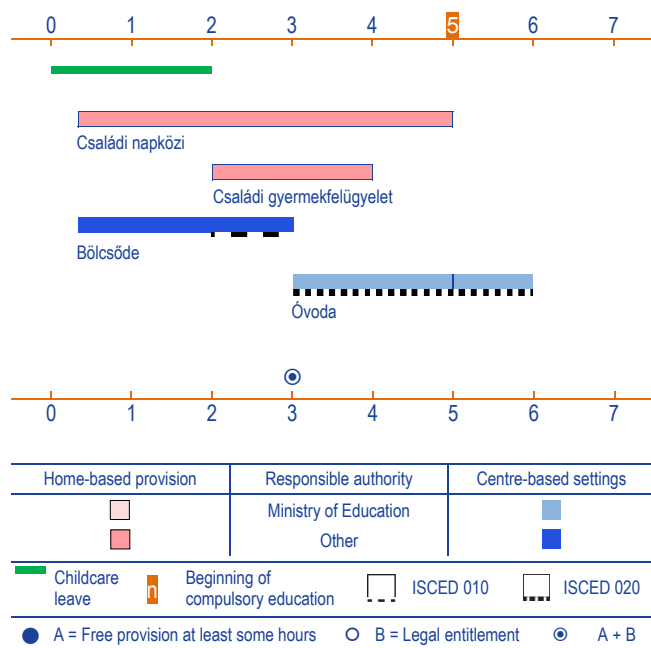 0 1 2 3 4 5 6 7
Családi napközi
Családi gyermekfelügyelet
Bölcsőde
Óvoda
0 1 2 3 4 5 6 7
Home-based provision Responsible authority Centre-based settings
Ministry of Education
Other
Childcare leave
n
Beginning of compulsory education
ISCED 010
ISCED 020
A = Free provision at least some hours B = Legal entitlement A + B